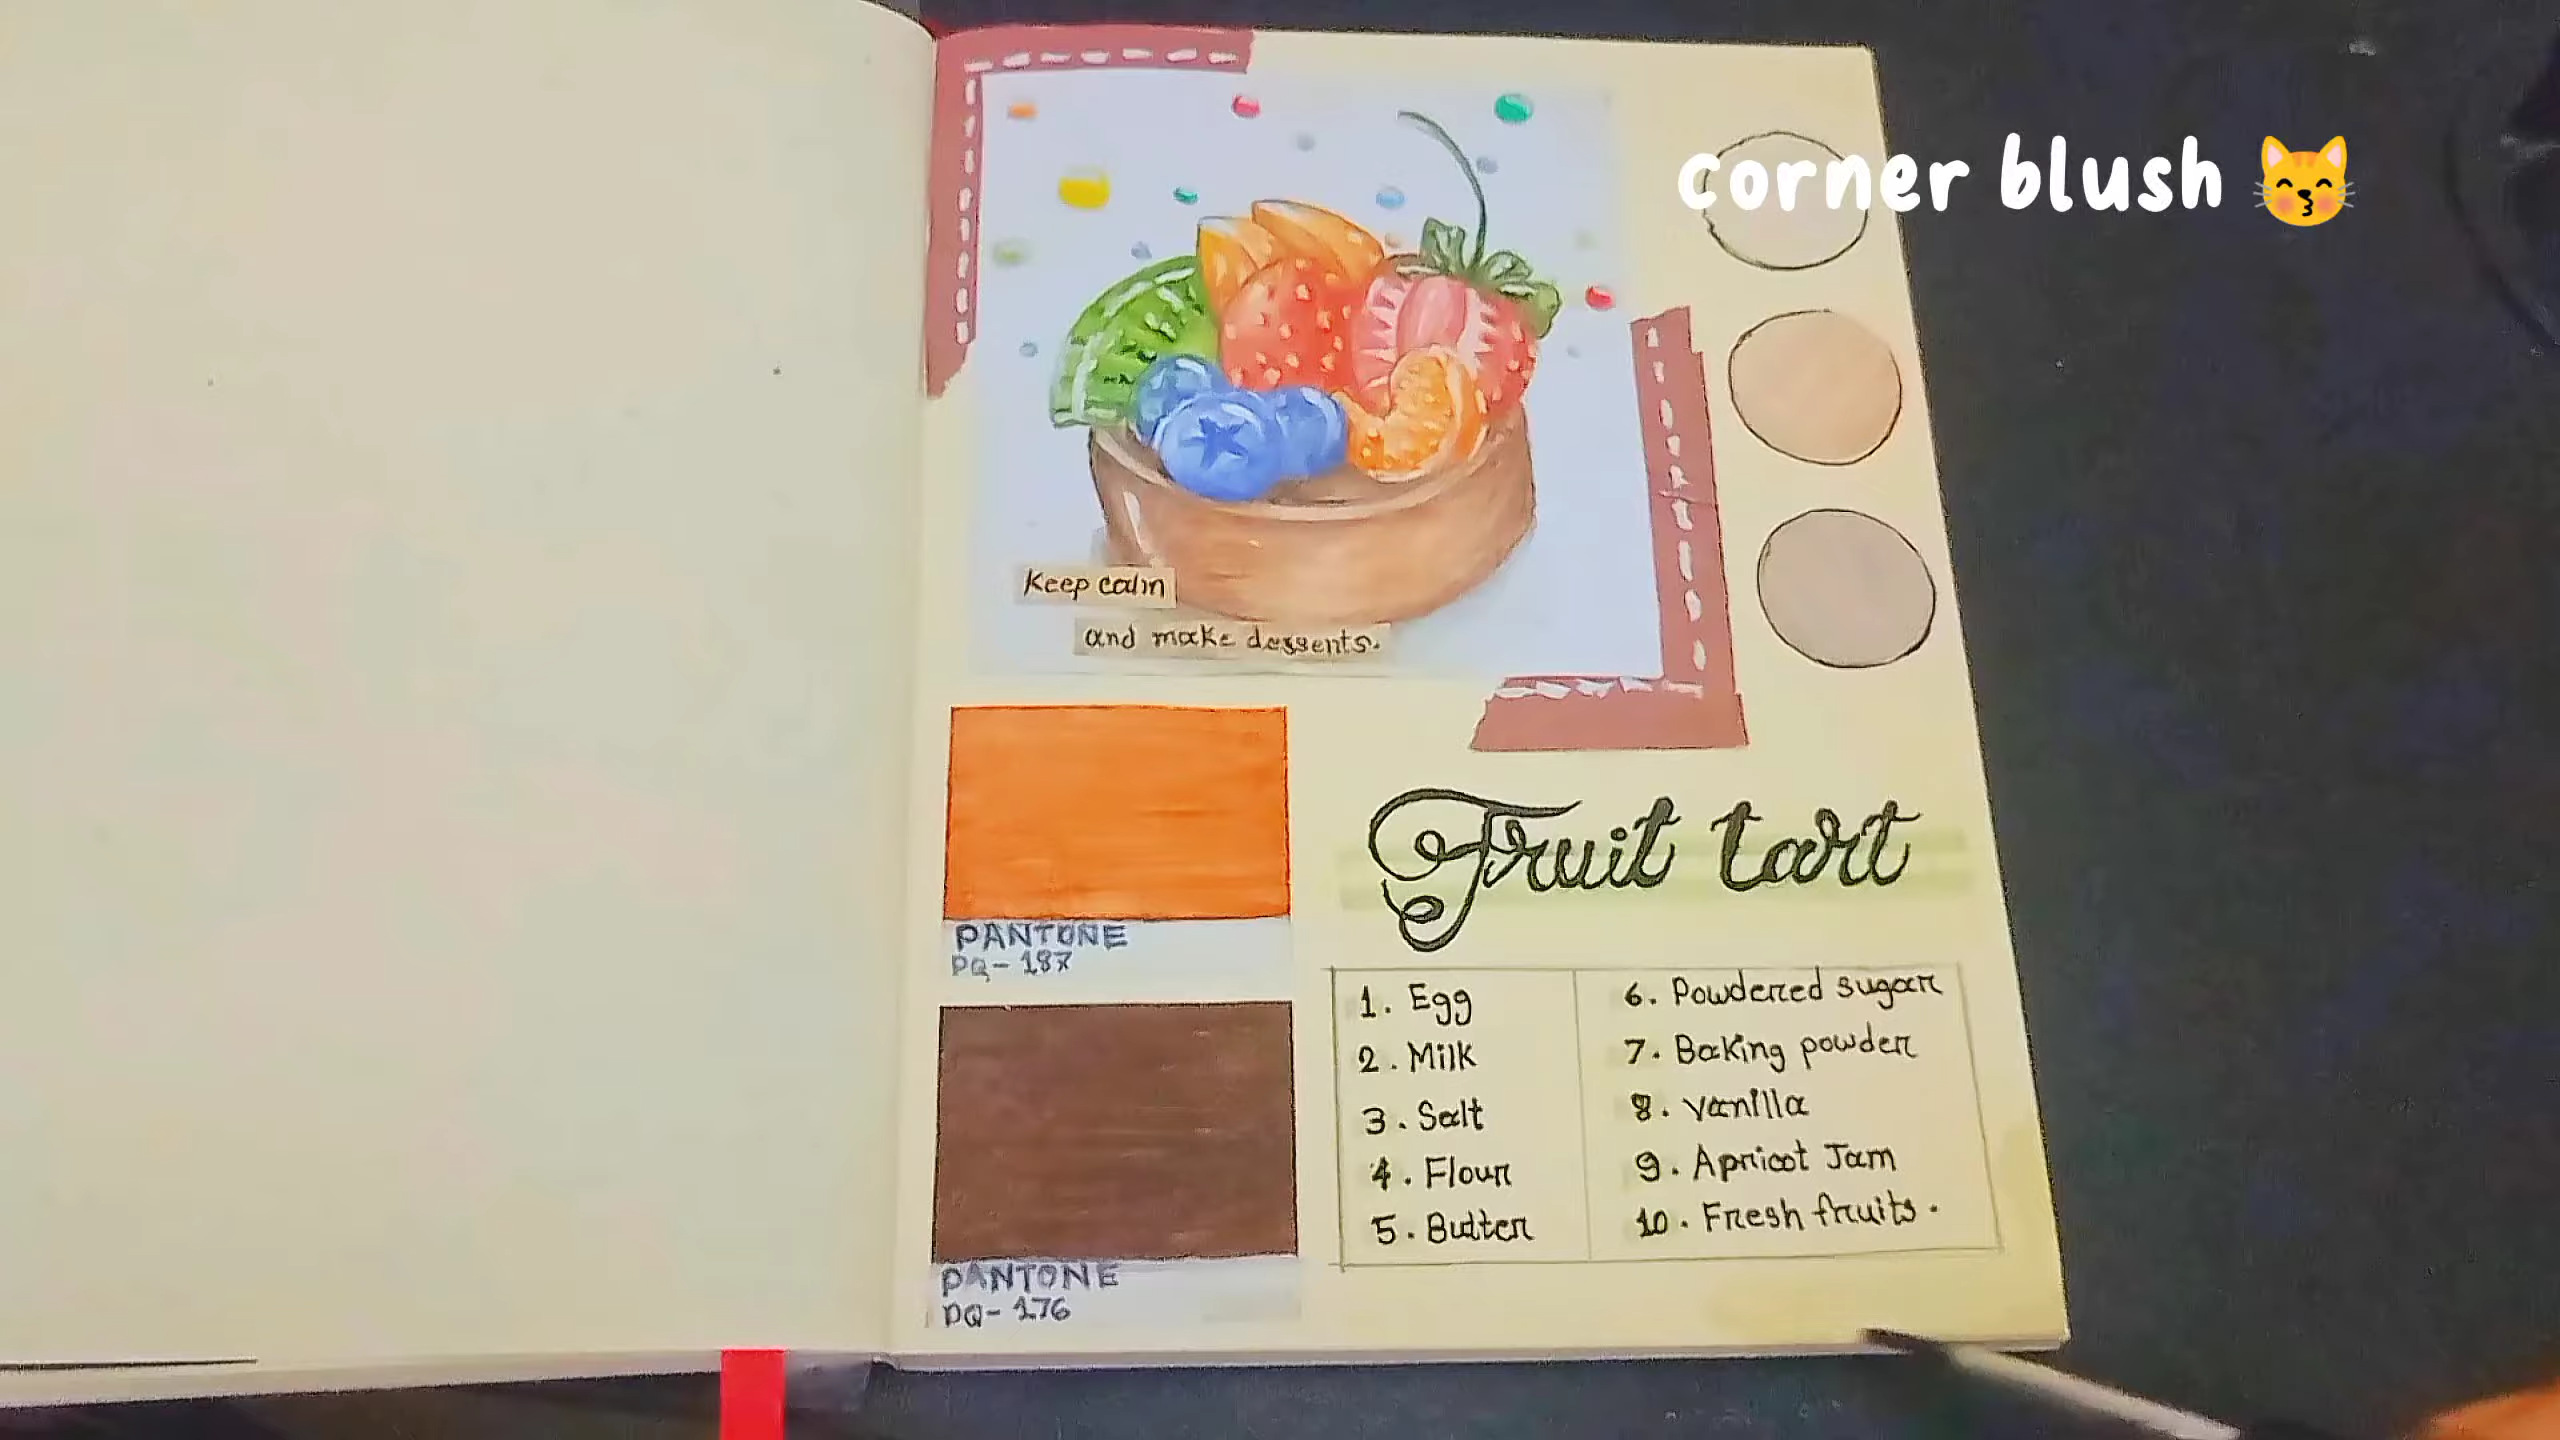 corner blush 😽
Keep calm
and make dessents.
PANTONE
PQ-187
Fruit tart
1. Egg
2. Milk
3. Salt
4. Flour
5. Butter
6. Powdered sugar
7. Baking powder
8. vanilla
9. Apricot Jam
10. Fresh fruits.
PANTONE
PQ-176